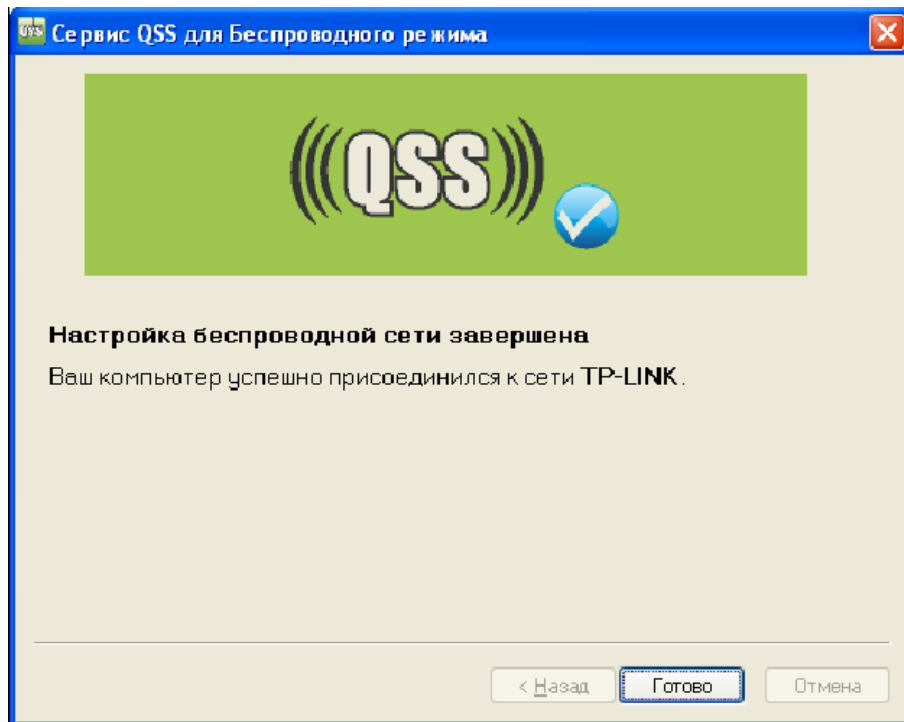 QSS Сервис QSS для Беспроводного режима
(((QSS)))
Настройка беспроводной сети завершена
Ваш компьютер успешно присоединился к сети TP-LINK.
< Назад Готово Отмена